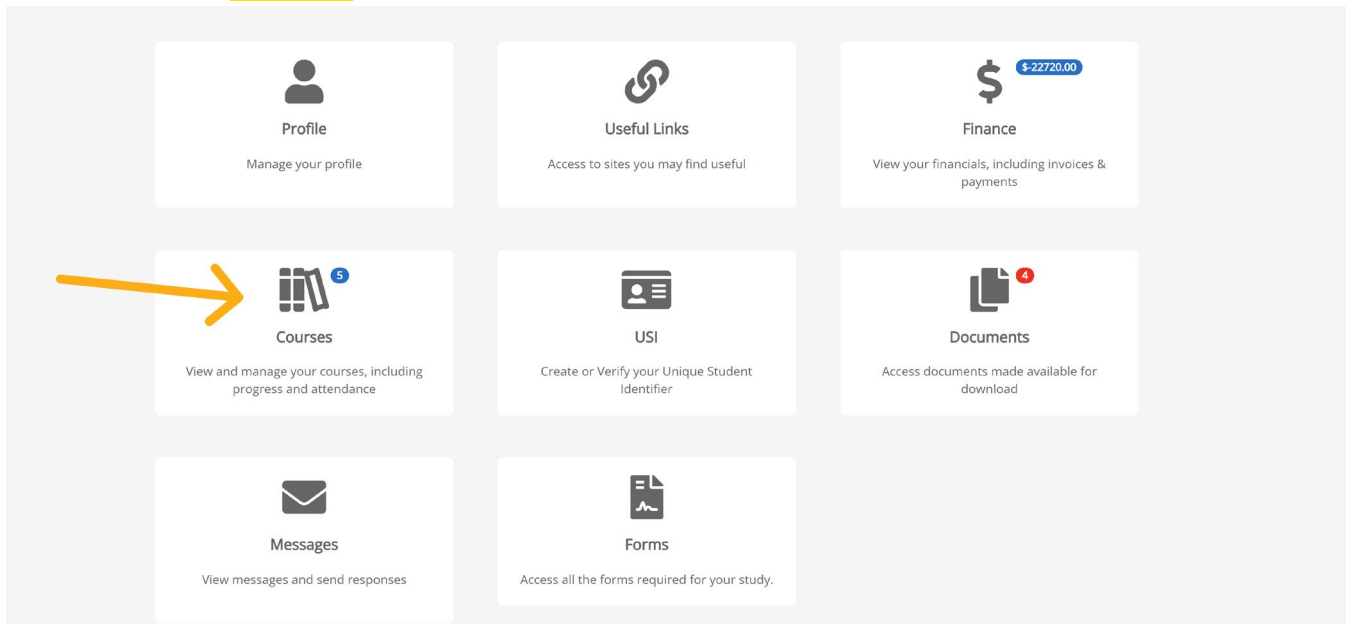 $-22720.00
Profile
Manage your profile
Useful Links
Access to sites you may find useful
Finance
View your financials, including invoices &
payments
5
Courses
View and manage your courses, including
progress and attendance
USI
Create or Verify your Unique Student
Identifier
4
Documents
Access documents made available for
download
Messages
View messages and send responses
Forms
Access all the forms required for your study.